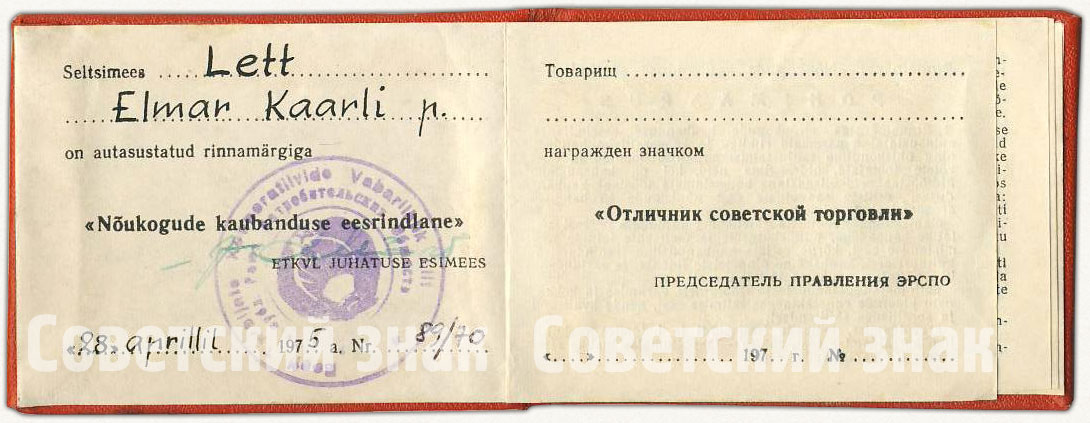 Seltsimees Lett
Elmar Kaarli p.
on autasustatud rinnamärgiga
«Nõukogude kaubanduse eesrindlane»
ETKVL JUHATUSE ESIMEES
«28» aprillil 1975 a. Nr. 89/70
Товарищ
награжден значком
«Отличник советской торговли»
ПРЕДСЕДАТЕЛЬ ПРАВЛЕНИЯ ЭРСПО
«....» 197 г. №
Советский знак
Советский знак